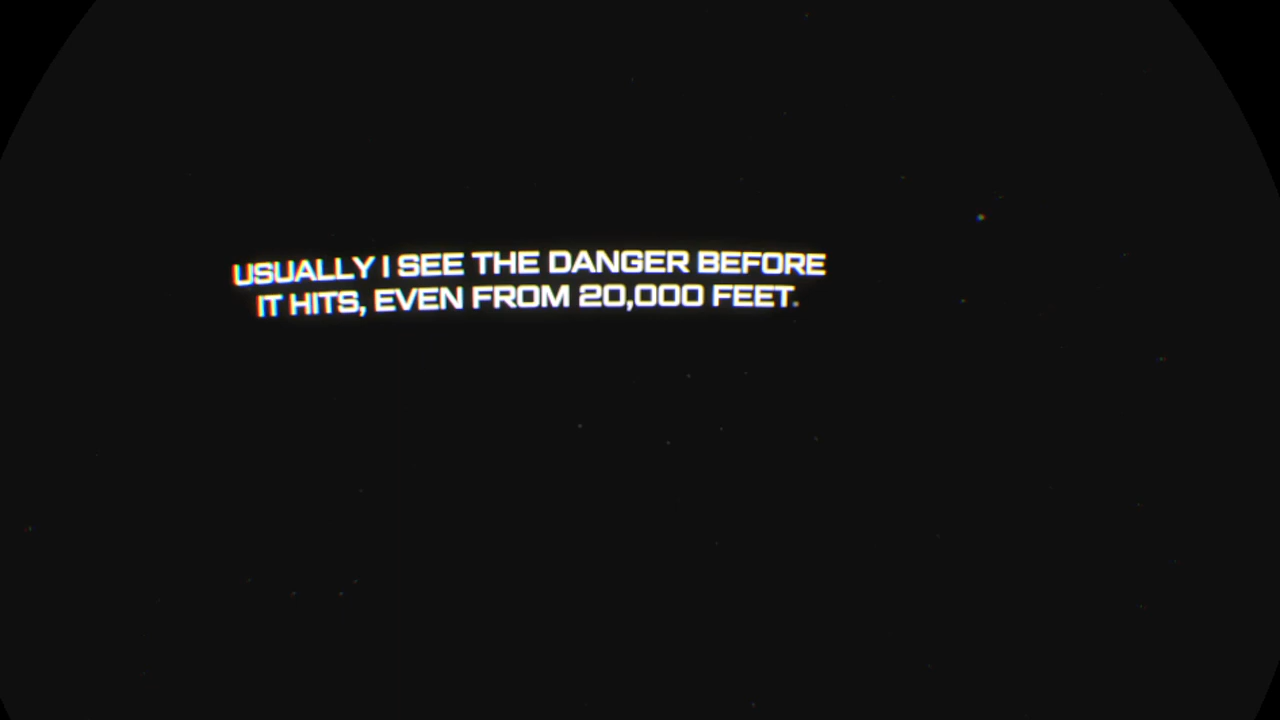 USUALLY I SEE THE DANGER BEFORE
IT HITS, EVEN FROM 20,000 FEET.